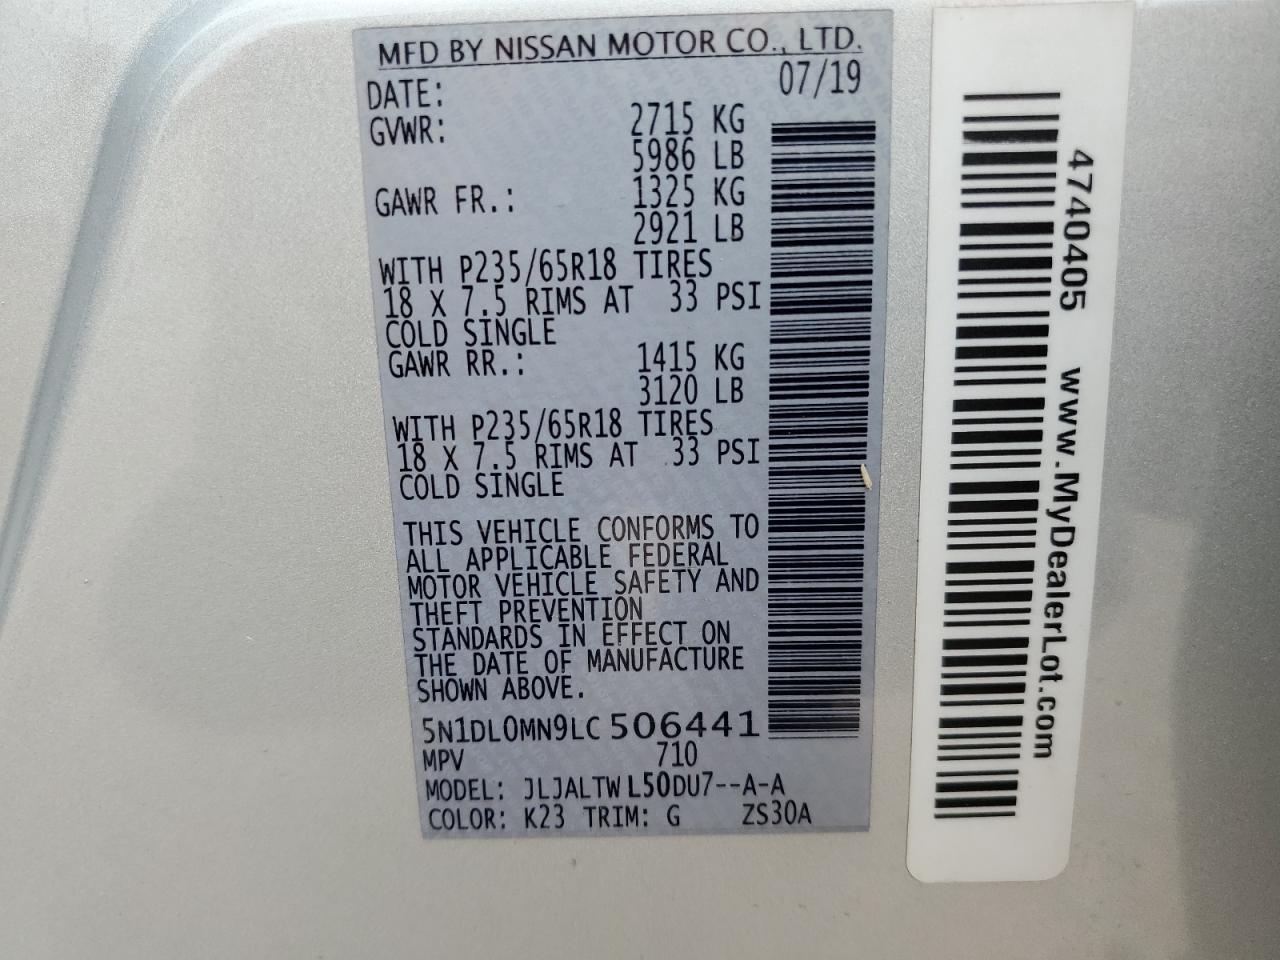 MFD BY NISSAN MOTOR CO., LTD.
DATE: 07/19
GVWR: 2715 KG
5986 LB
GAWR FR.: 1325 KG
2921 LB
WITH P235/65R18 TIRES
18 X 7.5 RIMS AT 33 PSI
COLD SINGLE
GAWR RR.: 1415 KG
3120 LB
WITH P235/65R18 TIRES
18 X 7.5 RIMS AT 33 PSI
COLD SINGLE
THIS VEHICLE CONFORMS TO
ALL APPLICABLE FEDERAL
MOTOR VEHICLE SAFETY AND
THEFT PREVENTION
STANDARDS IN EFFECT ON
THE DATE OF MANUFACTURE
SHOWN ABOVE.
5N1DL0MN9LC506441
MPV 710
MODEL: JLJALTWL50DU7--A-A
COLOR: K23 TRIM: G ZS30A
4740405 www.MyDealerLot.com